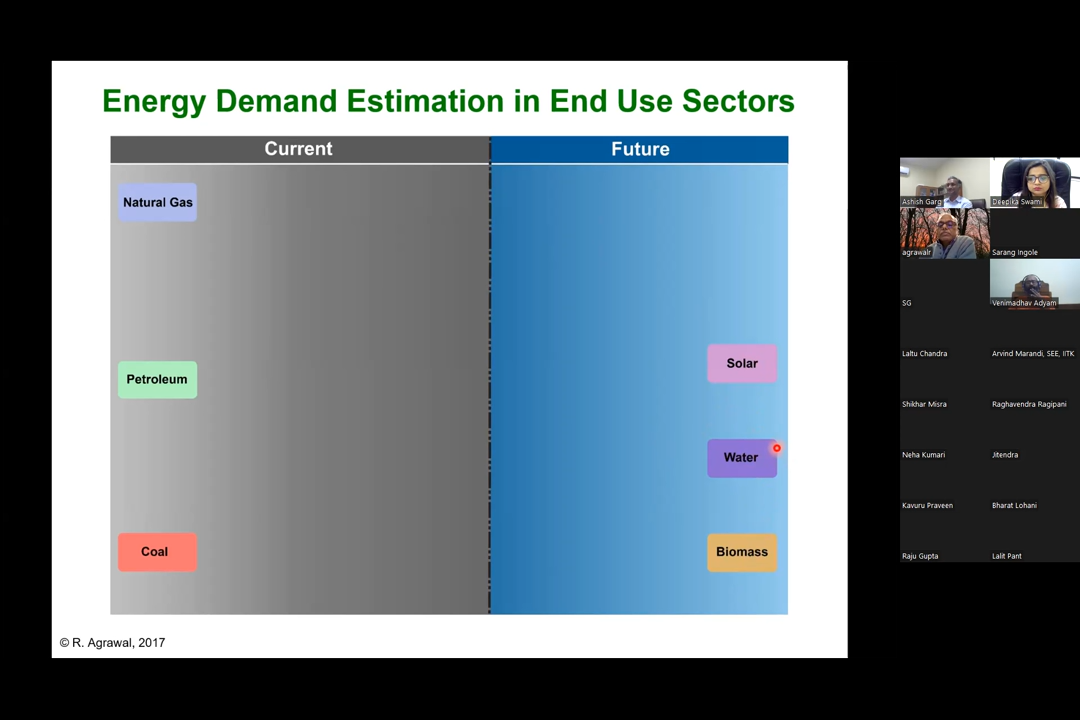 Energy Demand Estimation in End Use Sectors
Current
Future
Natural Gas
Petroleum
Coal
Solar
Water
Biomass
© R. Agrawal, 2017
Ashish Garg
Deepika Swami
agrawalr
Sarang Ingole
SG
Venimadhav Adyam
Laltu Chandra
Arvind Marandi, SEE, IITK
Shikhar Misra
Raghavendra Ragipani
Neha Kumari
Jitendra
Kavuru Praveen
Bharat Lohani
Raju Gupta
Lalit Pant